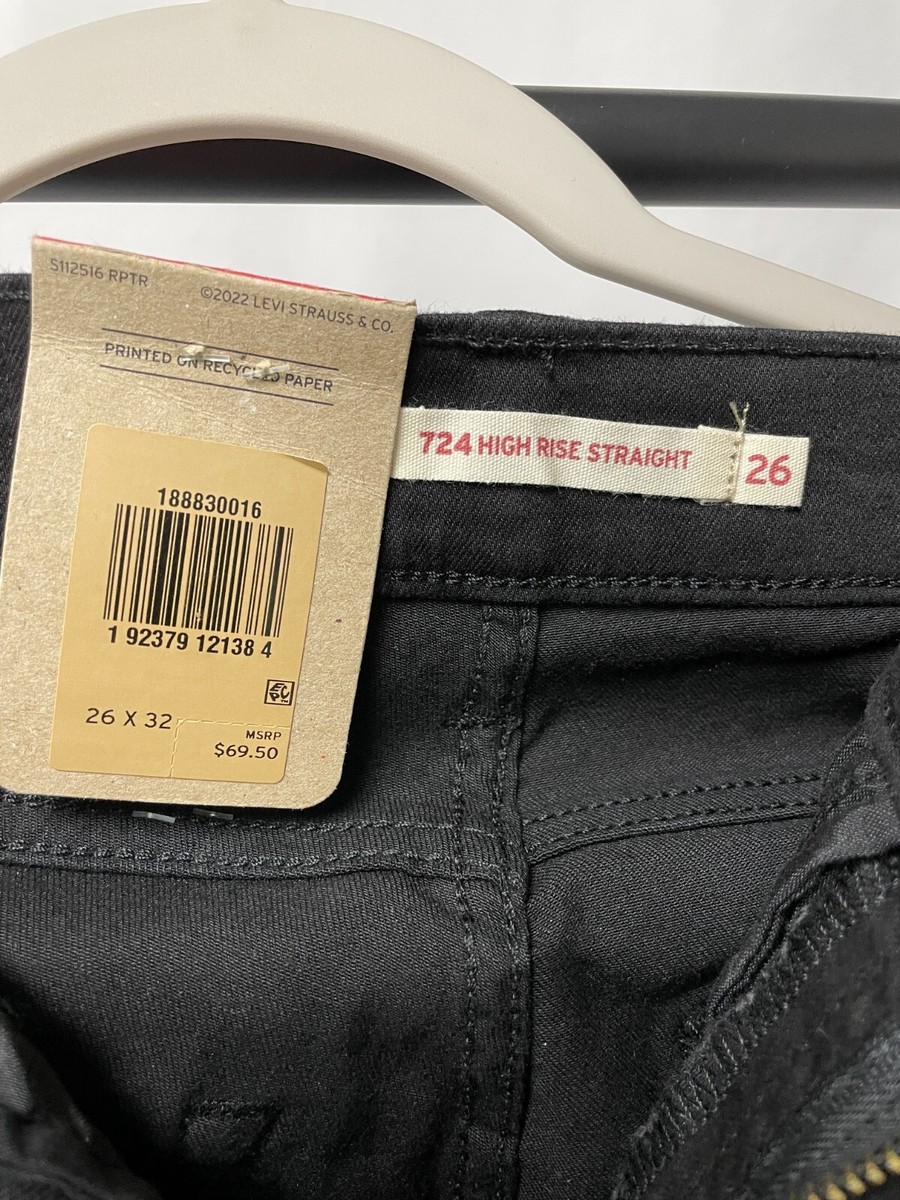 S112516 RPTR
©2022 LEVI STRAUSS & CO.
PRINTED ON RECYCLED PAPER
188830016
1 92379 12138 4
26 X 32
MSRP
$69.50
724 HIGH RISE STRAIGHT
26